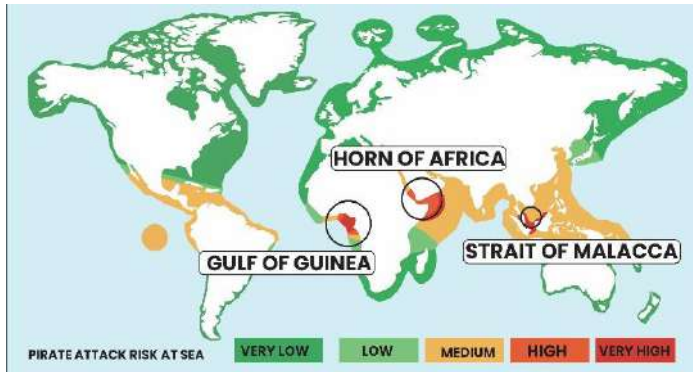 HORN OF AFRICA
GULF OF GUINEA
STRAIT OF MALACCA
PIRATE ATTACK RISK AT SEA
VERY LOW
LOW
MEDIUM
HIGH
VERY HIGH